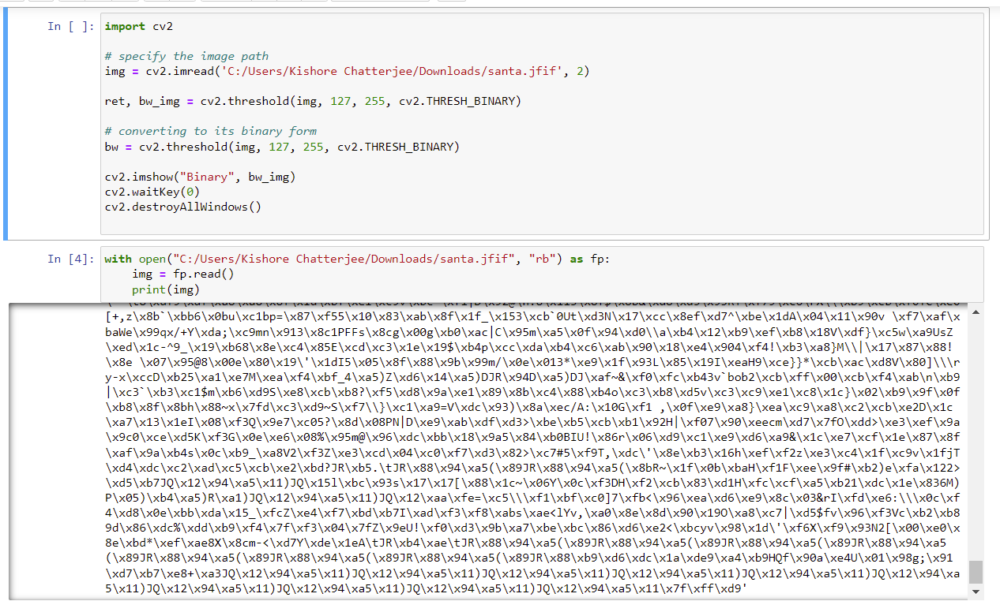 In [ ]: import cv2
# specify the image path
img = cv2.imread('C:/Users/Kishore Chatterjee/Downloads/santa.jfif', 2)
ret, bw_img = cv2.threshold(img, 127, 255, cv2.THRESH_BINARY)
# converting to its binary form
bw = cv2.threshold(img, 127, 255, cv2.THRESH_BINARY)
cv2.imshow("Binary", bw_img)
cv2.waitKey(0)
cv2.destroyAllWindows()
In [4]: with open("C:/Users/Kishore Chatterjee/Downloads/santa.jfif", "rb") as fp:
img = fp.read()
print(img)
[+,z\x8b`\xbb6\x0bu\xc1bp=\x87\xf55\x10\x83\xab\x8f\x1f_\x153\xcb`0Ut\xd3N\x17\xcc\x8ef\xd7^\xbe\x1dA\x04\x11\x90v \xf7\xaf\x
baWe\x99qx/+Y\xda;\xc9mn\x913\x8c1PFFs\x8cg\x00g\xb0\xac|C\x95m\xa5\x0f\x94\xd0\\a\xb4\x12\xb9\xef\xb8\x18V\xdf}\xc5w\xa9UsZ
\xed\x1c-^9_\x19\xb68\x8e\xc4\x85E\xcd\xc3\x1e\x19$\xb4p\xcc\xda\xb4\xc6\xab\x90\x18\xe4\x904\xf4!\xb3\xa8}M\\|\x17\x87\x88!
\x8e \x07\x95@8\x00e\x80\x19\'\x1dI5\x05\x8f\x88\x9b\x99m/\x0e\x013*\xe9\x1f\x93L\x85\x19I\xeaH9\xce}}*\xcb\xac\xd8V\x80]\\\r
y-x\xccD\xb25\xa1\xe7M\xea\xf4\xbf_4\xa5)Z\xd6\x14\xa5)DJR\x94D\xa5)DJ\xaf~&\xf0\xfc\xb43v`bob2\xcb\xff\x00\xcb\xf4\xab\n\xb9
|\xc3`\xb3\xc1$m\xb6\xd9S\xe8\xcb\xb8?\xf5\xd8\x9a\xe1\x89\x8b\xc4\x88\xb4o\xc3\xb8\xd5v\xc3\xc9\xe1\xc8\x1c}\x02\xb9\x9f\x0f
\xb8\x8f\x8bh\x88~x\x7fd\xc3\xd9~S\xf7\\}\xc1\xa9=V\xdc\x93)\x8a\xec/A:\x10G\xf1 ,\x0f\xe9\xa8}\xea\xc9\xa8\xc2\xcb\xe2D\x1c
\xa7\x13\x1eI\x08\xf3Q\x9e7\xc05?\x8d\x08PN|D\xe9\xab\xdf\xd3>\xbe\xb5\xcb\xb1\x92H|\xf07\x90\xeecm\xd7\x7fO\xdd>\xe3\xef\x9a
\x9c0\xce\xd5K\xf3G\x0e\xe6\x08%\x95m@\x96\xdc\xbb\x18\x9a5\x84\xb0BIU!\x86r\x06\xd9\xc1\xe9\xd6\xa9&\x1c\xe7\xcf\x1e\x87\x8f
\xaf\x9a\xb4s\x0c\xb9_\xa8V2\xf3Z\xe3\xcd\x04\xc0\xf7\xd3\x82>\xc7#5\xf9T,\xdc\'\x8e\xb3\x16h\xef\xf2z\xe3\xc4\x1f\xc9v\x1fjT
\xd4\xdc\xc2\xad\xc5\xcb\xe2\xbd?JR\xb5.\tJR\x88\x94\xa5(\x89JR\x88\x94\xa5(\x8bR~\x1f\x0b\xbaH\xf1F\xee\x9f#\xb2)e\xfa\x122>
\xd5\xb7JQ\x12\x94\xa5\x11)JQ\x15l\xbc\x93s\x17\x17[\x88\x1c~\x06Y\x0c\xf3DH\xf2\xcb\x83\xd1H\xfc\xcf\xa5\xb21\xdc\x1e\x836M)
P\x05)\xb4\xa5)R\xa1)JQ\x12\x94\xa5\x11)JQ\x12\xaa\xfe=\xc5\\\xf1\xbf\xc0]7\xfb<\x96\xea\xd6\xe9\x8c\x03&rI\xfd\xe6:\\\x0c\xf
4\xd8\x0e\xbb\xda\x15_\xfcZ\xe4\xf7\xbd\xb7I\xad\xf3\xf8\xabs\xae<lYv,\xa0\x8e\x8d\x90\x19O\xa8\xc7|\xd5$fv\x96\xf3Vc\xb2\xb8
9d\x86\xdc%\xdd\xb9\xf4\x7f\xf3\x04\x7fZ\x9eU!\xf0\xd3\x9b\xa7\xbe\xbc\x86\xd6\xe2<\xbcyv\x98\x1d\'\xf6X\xf9\x93N2[\x00\xe0\x
8e\xbd*\xef\xae8X\x8cm-<\xd7Y\xde\x1eA\tJR\xb4\xae\tJR\x88\x94\xa5(\x89JR\x88\x94\xa5(\x89JR\x88\x94\xa5(\x89JR\x88\x94\xa5
(\x89JR\x88\x94\xa5(\x89JR\x88\x94\xa5(\x89JR\x88\x94\xa5(\x89JR\x88\xb9\xd6\xdc\x1a\xde9\xa4\xb9HQf\x90a\xe4U\x01\x98g;\x91
\xd7\xb7\xe8+\xa3JQ\x12\x94\xa5\x11)JQ\x12\x94\xa5\x11)JQ\x12\x94\xa5\x11)JQ\x12\x94\xa5\x11)JQ\x12\x94\xa5\x11)JQ\x12\x94\xa
5\x11)JQ\x12\x94\xa5\x11)JQ\x12\x94\xa5\x11)JQ\x12\x94\xa5\x11)JQ\x12\x94\xa5\x11\x7f\xff\xd9'